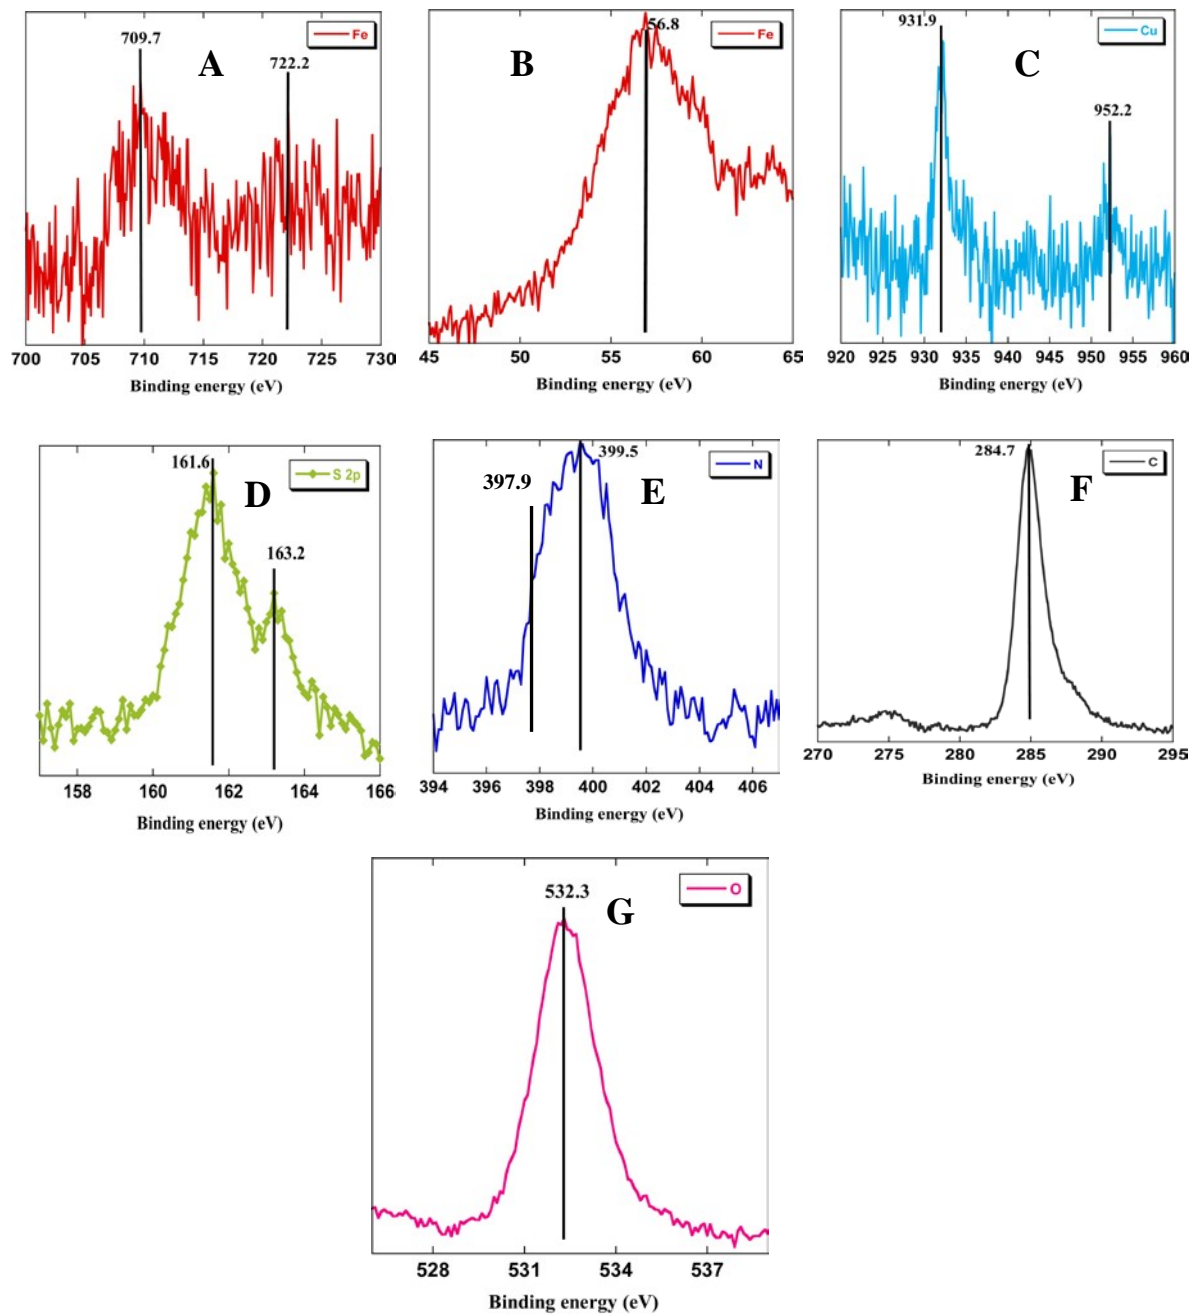 709.7
A
Fe
722.2
700 705 710 715 720 725 730
Binding energy (eV)
B
56.8
Fe
45 50 55 60 65
Binding energy (eV)
931.9
C
Cu
952.2
920 925 930 935 940 945 950 955 960
Binding energy (eV)
161.6
D
S 2p
163.2
158 160 162 164 166
Binding energy (eV)
397.9
399.5
E
N
394 396 398 400 402 404 406
Binding energy (eV)
284.7
F
C
270 275 280 285 290 295
Binding energy (eV)
532.3
G
O
528 531 534 537
Binding energy (eV)